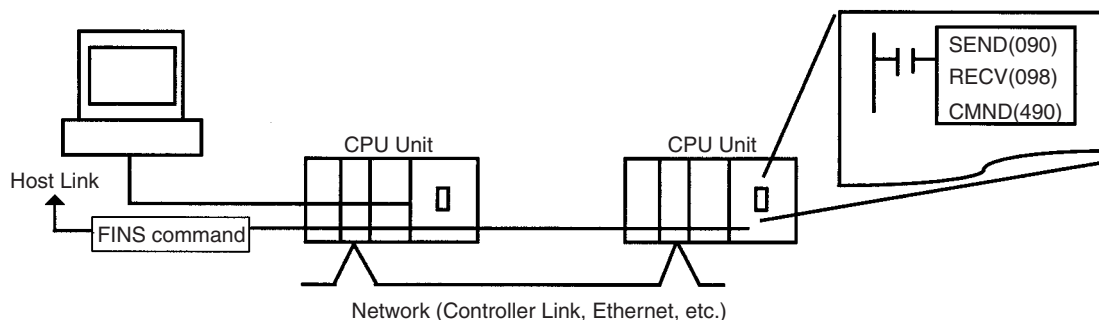 SEND(090)
RECV(098)
CMND(490)
CPU Unit
CPU Unit
Host Link
FINS command
Network (Controller Link, Ethernet, etc.)